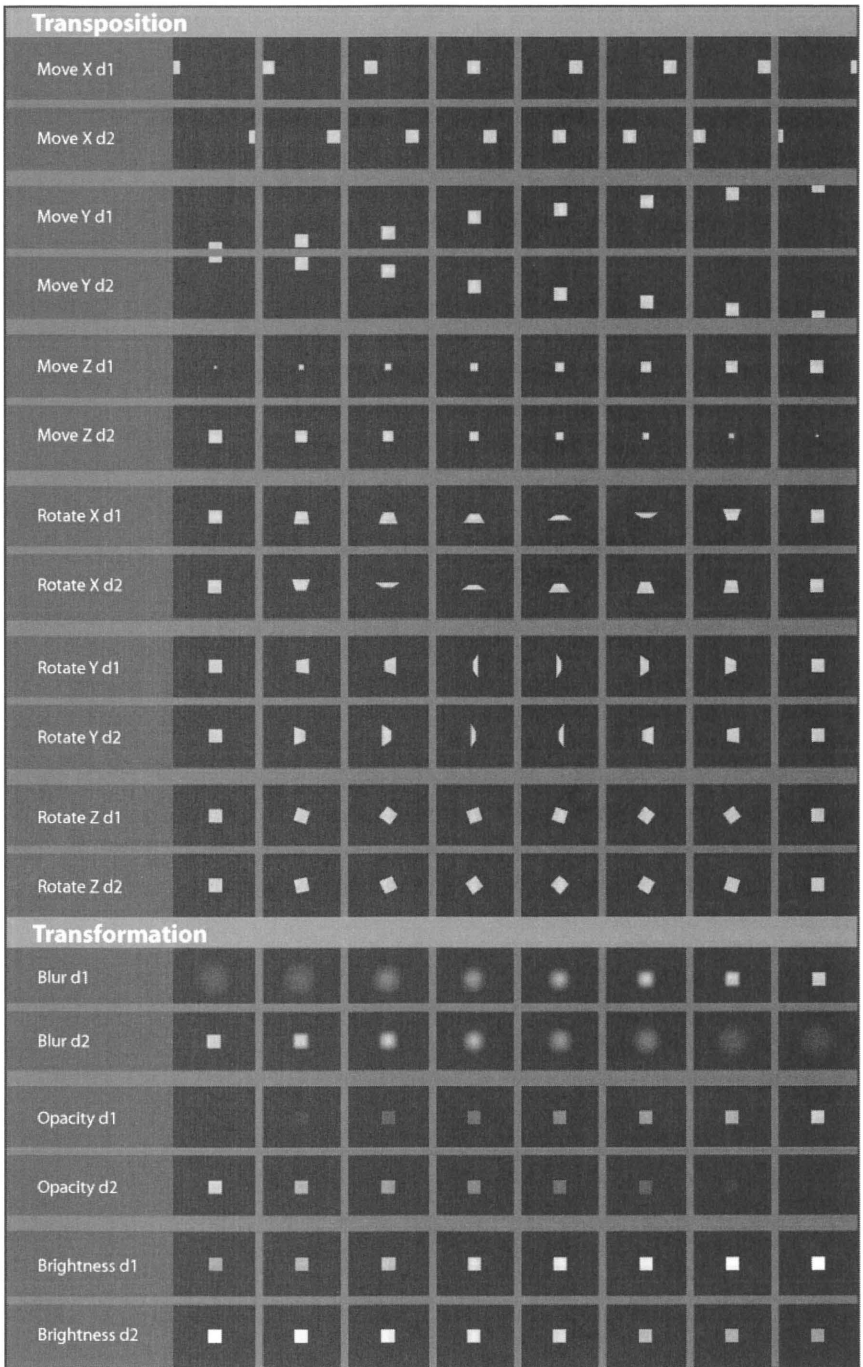 Transposition
Move X d1
Move X d2
Move Y d1
Move Y d2
Move Z d1
Move Z d2
Rotate X d1
Rotate X d2
Rotate Y d1
Rotate Y d2
Rotate Z d1
Rotate Z d2
Transformation
Blur d1
Blur d2
Opacity d1
Opacity d2
Brightness d1
Brightness d2